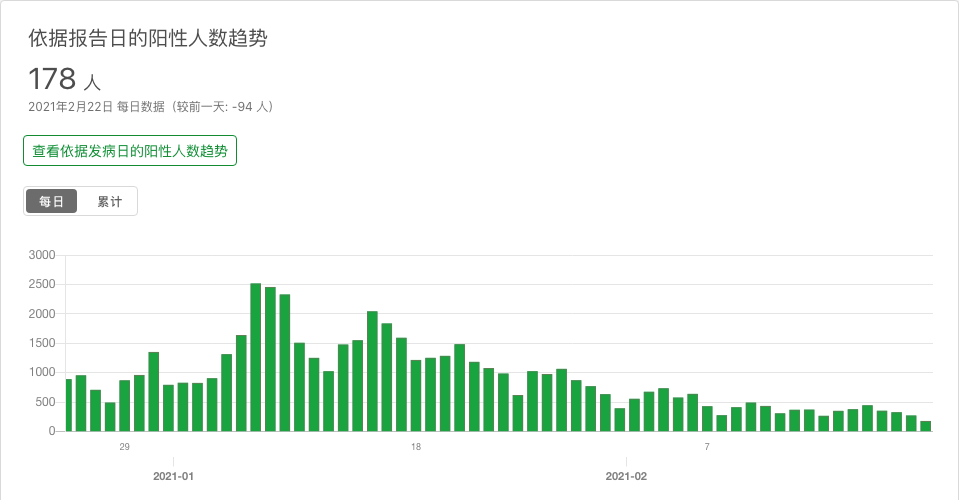 依据报告日的阳性人数趋势
178 人
2021年2月22日 每日数据（较前一天: -94 人）
查看依据发病日的阳性人数趋势
每日 累计
3000
2500
2000
1500
1000
500
0
29 18 7
2021-01 2021-02